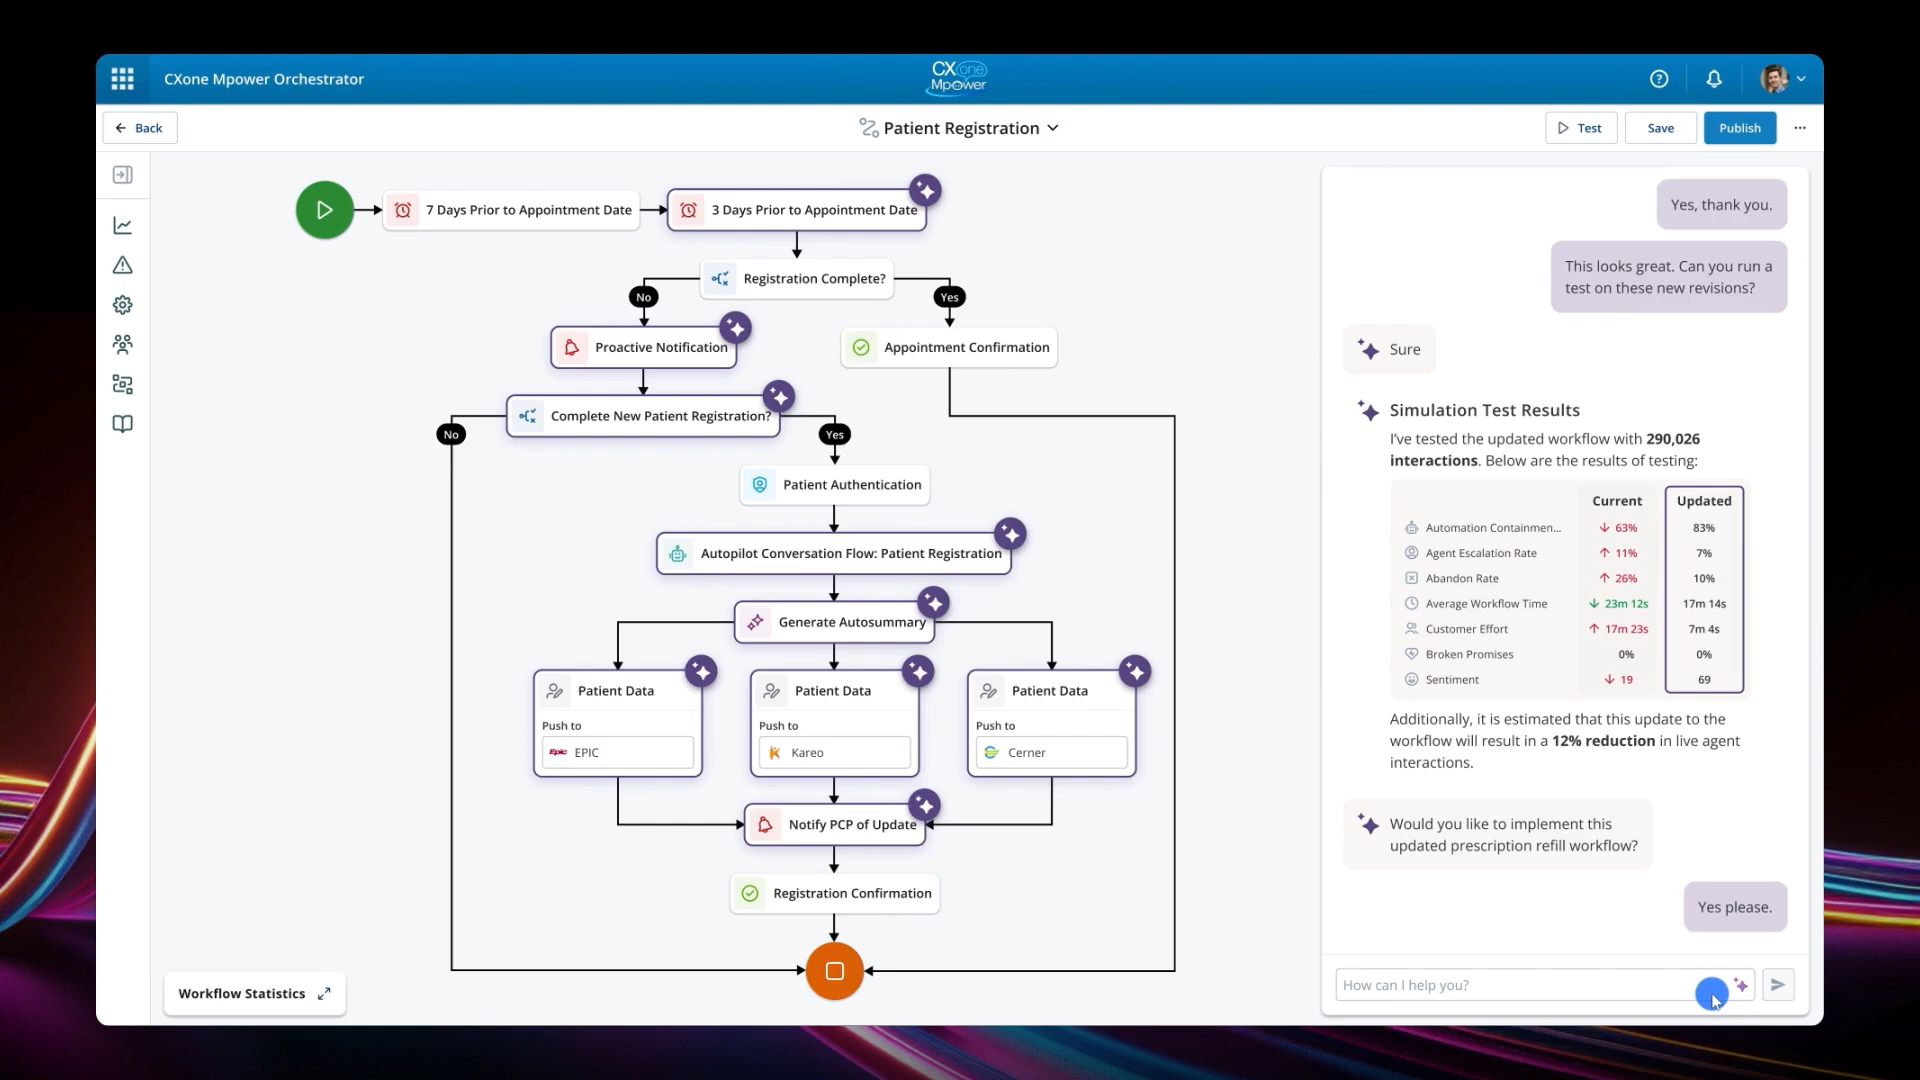 CXone Mpower Orchestrator
CXone
Mpower
Back
Patient Registration
Test
Save
Publish
7 Days Prior to Appointment Date
3 Days Prior to Appointment Date
Registration Complete?
No
Yes
Proactive Notification
Appointment Confirmation
Complete New Patient Registration?
No
Yes
Patient Authentication
Autopilot Conversation Flow: Patient Registration
Generate Autosummary
Patient Data
Push to
Epic EPIC
Patient Data
Push to
Kareo
Patient Data
Push to
Cerner
Notify PCP of Update
Registration Confirmation
Workflow Statistics
Yes, thank you.
This looks great. Can you run a
test on these new revisions?
Sure
Simulation Test Results
I've tested the updated workflow with 290,026
interactions. Below are the results of testing:
Current Updated
Automation Containmen... ↓ 63% 83%
Agent Escalation Rate ↑ 11% 7%
Abandon Rate ↑ 26% 10%
Average Workflow Time ↓ 23m 12s 17m 14s
Customer Effort ↑ 17m 23s 7m 4s
Broken Promises 0% 0%
Sentiment ↓ 19 69
Additionally, it is estimated that this update to the
workflow will result in a 12% reduction in live agent
interactions.
Would you like to implement this
updated prescription refill workflow?
Yes please.
How can I help you?